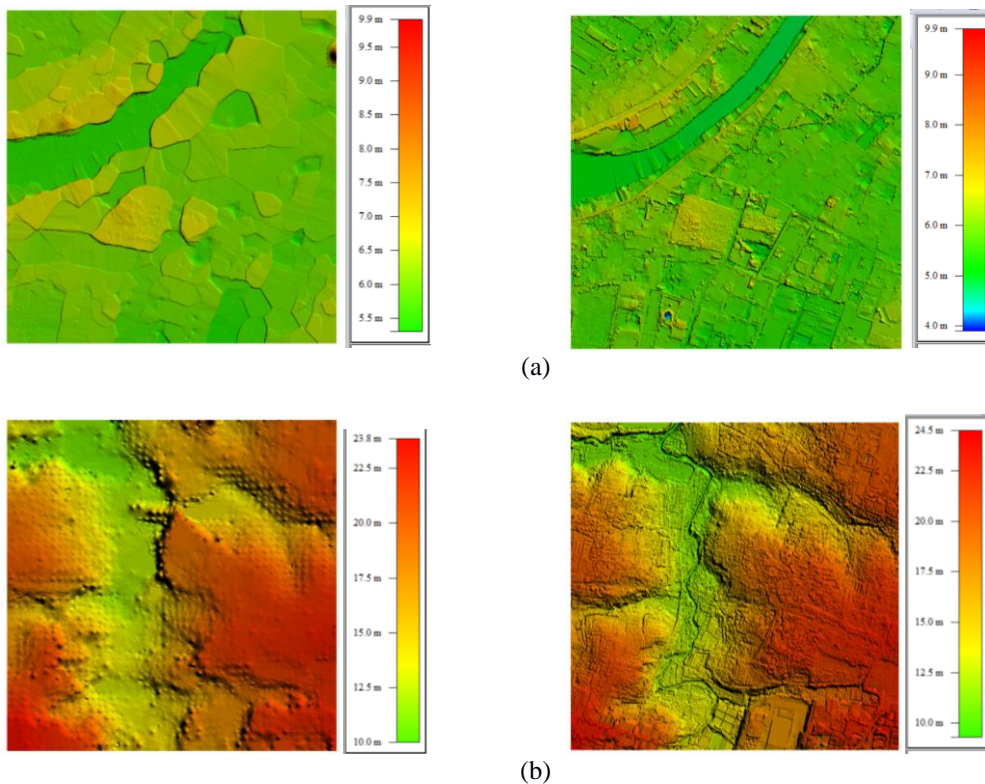 9.9 m
9.5 m
9.0 m
8.5 m
8.0 m
7.5 m
7.0 m
6.5 m
6.0 m
5.5 m
9.9 m
9.0 m
8.0 m
7.0 m
6.0 m
5.0 m
4.0 m
(a)
23.8 m
22.5 m
20.0 m
17.5 m
15.0 m
12.5 m
10.0 m
24.5 m
22.5 m
20.0 m
17.5 m
15.0 m
12.5 m
10.0 m
(b)